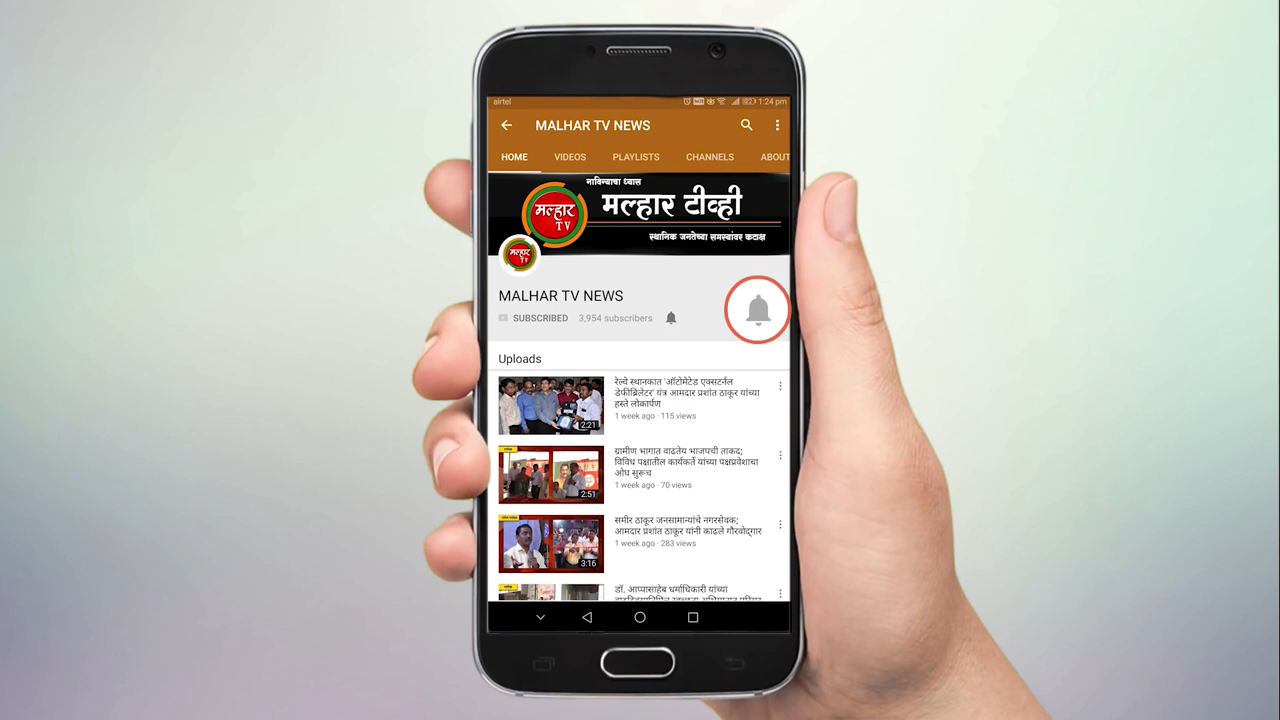 airtel
1:24 pm
MALHAR TV NEWS
HOME VIDEOS PLAYLISTS CHANNELS ABOUT
नाविन्याचा ध्यास
मल्हार टीव्ही
मल्हार
TV
स्थानिक जनतेच्या समस्यांवर कटाक्ष
मल्हार
TV
MALHAR TV NEWS
SUBSCRIBED 3,954 subscribers
Uploads
रेल्वे स्थानकात 'ऑटोमेटेड एक्सटर्नल
डेफीब्रिलेटर' यंत्र आमदार प्रशांत ठाकूर यांच्या
हस्ते लोकार्पण
1 week ago · 115 views
2:21
ग्रामीण भागात वाढतेय भाजपची ताकद;
विविध पक्षातील कार्यकर्ते यांच्या पक्षप्रवेशाचा
ओघ सुरूच
1 week ago · 70 views
2:51
समीर ठाकूर जनसामान्यांचे नगरसेवक;
आमदार प्रशांत ठाकूर यांनी काढले गौरवोद्गार
1 week ago · 283 views
3:16
डॉ. आप्पासाहेब धर्माधिकारी यांच्या